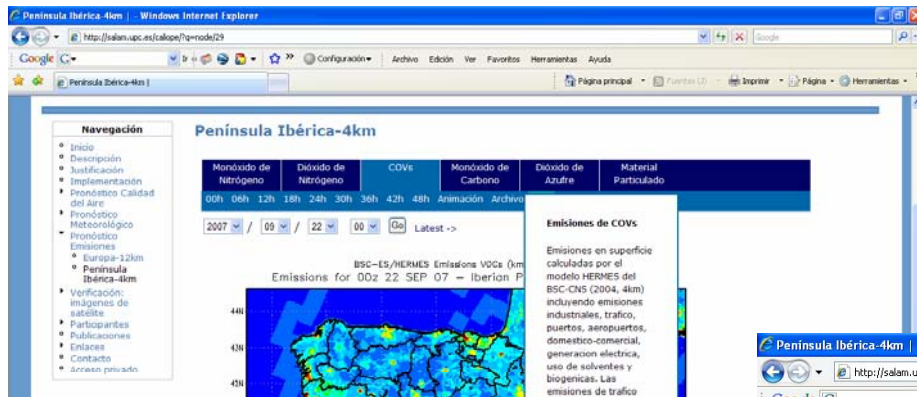 Península Ibérica-4km | - Windows Internet Explorer
http://salam.upc.es/caliope/?q=node/29
Google
Google
Configuración
Archivo Edición Ver Favoritos Herramientas Ayuda
Península Ibérica-4km |
Página principal
Imprimir
Página
Herramientas
Navegación
Inicio
Descripción
Justificación
Implementación
Pronóstico Calidad
del Aire
Pronóstico
Meteorológico
Pronóstico
Emisiones
Europa-12km
Península
Ibérica-4km
Verificación:
imágenes de
satélite
Participantes
Publicaciones
Enlaces
Contacto
Acceso privado
Península Ibérica-4km
Monóxido de Nitrógeno
Dióxido de Nitrógeno
COVs
Monóxido de Carbono
Dióxido de Azufre
Material Particulado
00h 06h 12h 18h 24h 30h 36h 42h 48h Animación Archivo
2007 / 09 / 22 00 Go Latest ->
BSC-ES/HERMES Emissions VOCs (km
Emissions for 00z 22 SEP 07 – Iberian P
44N
43N
42N
Emisiones de COVs
Emisiones en superficie
calculadas por el
modelo HERMES del
BSC-CNS (2004, 4km)
incluyendo emisiones
industriales, trafico,
puertos, aeropuertos,
domestico-comercial,
generacion electrica,
uso de solventes y
biogenicas. Las
emisiones de trafico
Península Ibérica-4km |
http://salam.u